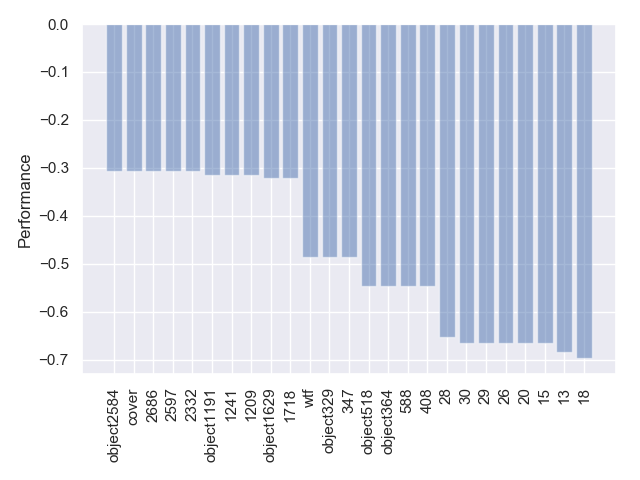 0.0
−0.1
−0.2
−0.3
−0.4
−0.5
−0.6
−0.7
Performance
object2584
cover
2686
2597
2332
object1191
1241
1209
object1629
1718
wtf
object329
347
object518
object364
588
408
28
30
29
26
20
15
13
18